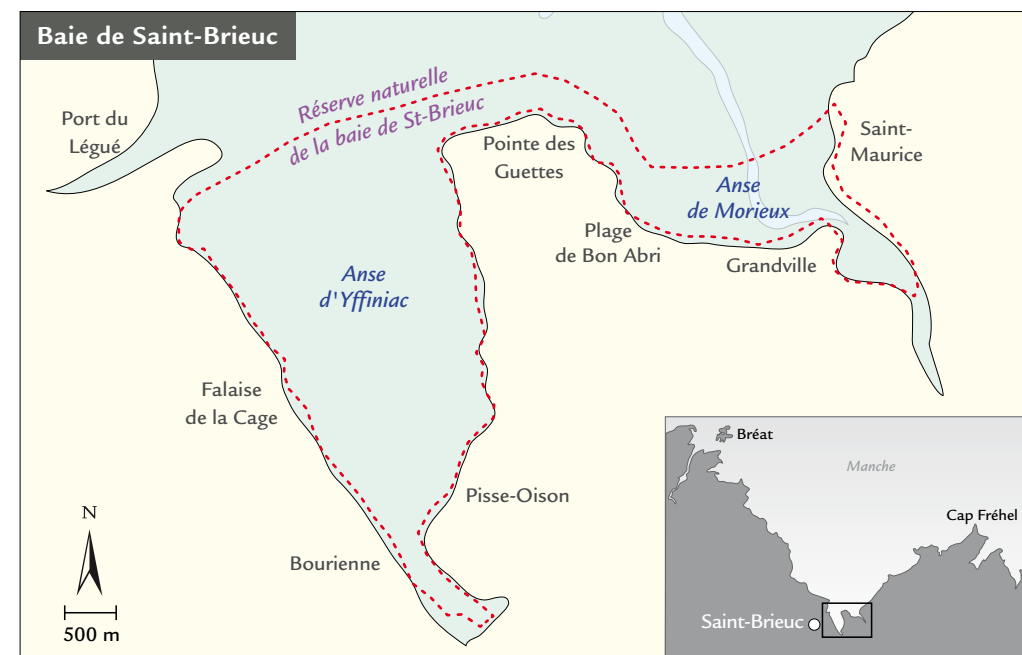 Baie de Saint-Brieuc
Port du
Légué
Réserve naturelle
de la baie de St-Brieuc
Pointe des
Guettes
Saint-
Maurice
Anse
de Morieux
Plage
de Bon Abri
Grandville
Anse
d'Yffiniac
Falaise
de la Cage
Pisse-Oison
Bourienne
N
500 m
Bréat
Manche
Cap Fréhel
Saint-Brieuc